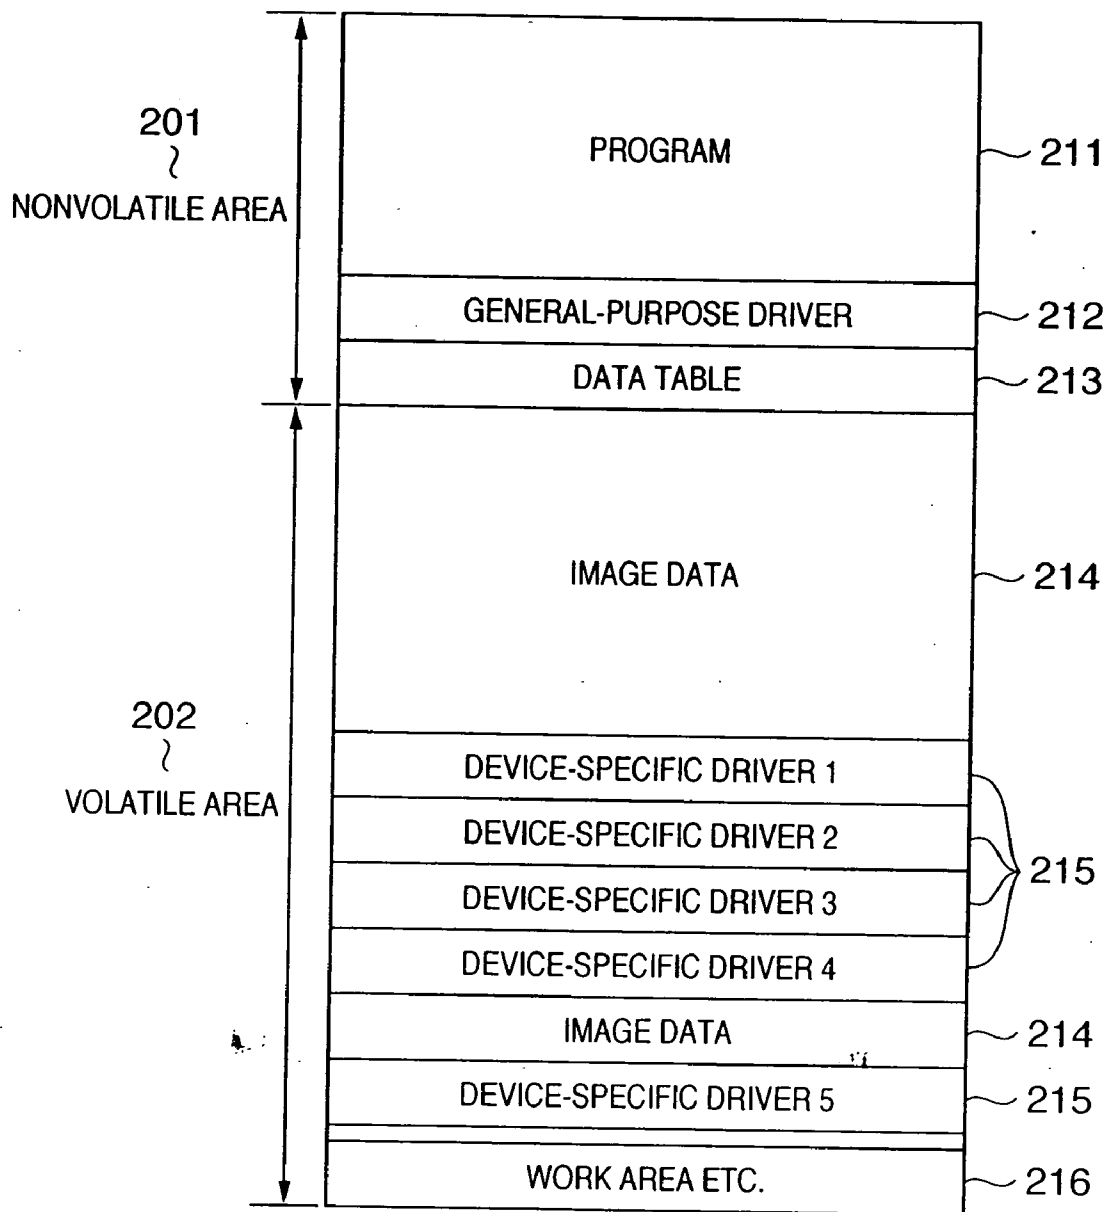 201
NONVOLATILE AREA
PROGRAM
211
GENERAL-PURPOSE DRIVER
212
DATA TABLE
213
IMAGE DATA
214
202
VOLATILE AREA
DEVICE-SPECIFIC DRIVER 1
DEVICE-SPECIFIC DRIVER 2
DEVICE-SPECIFIC DRIVER 3
DEVICE-SPECIFIC DRIVER 4
215
IMAGE DATA
214
DEVICE-SPECIFIC DRIVER 5
215
WORK AREA ETC.
216